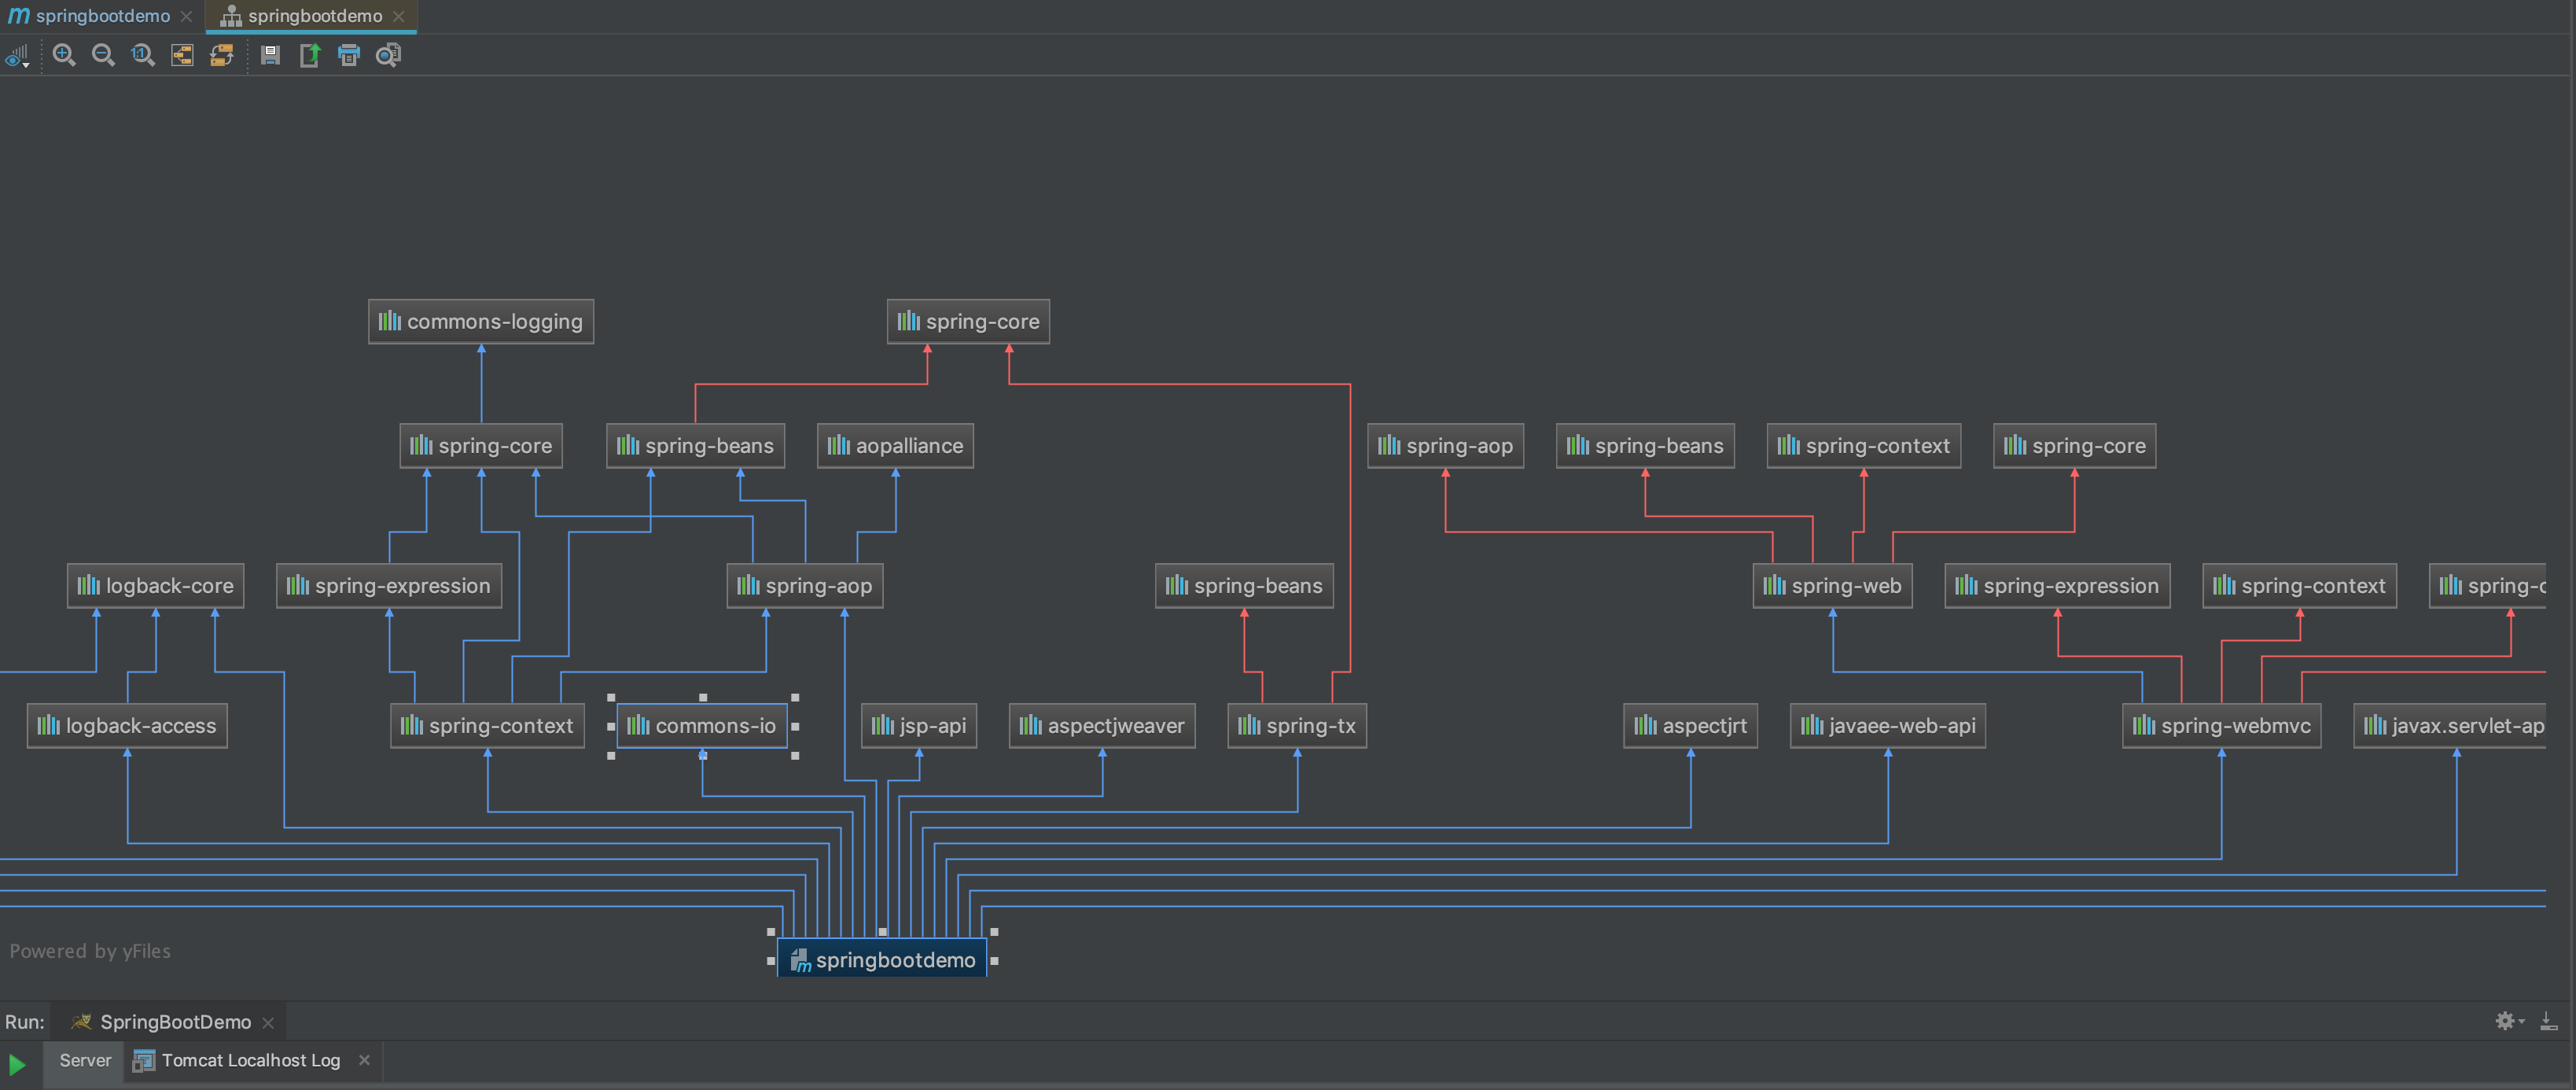 m springbootdemo
springbootdemo
1:1
commons-logging
spring-core
spring-core
spring-beans
aopalliance
spring-aop
spring-beans
spring-context
spring-core
logback-core
spring-expression
spring-aop
spring-beans
spring-web
spring-expression
spring-context
spring-c
logback-access
spring-context
commons-io
jsp-api
aspectjweaver
spring-tx
aspectjrt
javaee-web-api
spring-webmvc
javax.servlet-ap
Powered by yFiles
m springbootdemo
Run: SpringBootDemo
Server Tomcat Localhost Log